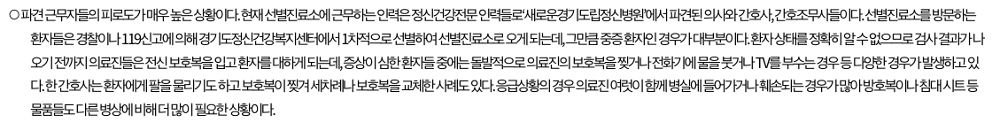 ○ 파견 근무자들의 피로도가 매우 높은 상황이다. 현재 선별진료소에 근무하는 인력은 정신건강전문 인력들로 ‘새로운경기도립정신병원’에서 파견된 의사와 간호사, 간호조무사들이다. 선별진료소를 방문하는
환자들은 경찰이나 119신고에 의해 경기도정신건강복지센터에서 1차적으로 선별하여 선별진료소로 오게 되는데, 그만큼 중증 환자인 경우가 대부분이다. 환자 상태를 정확히 알 수 없으므로 검사 결과가 나
오기 전까지 의료진들은 전신 보호복을 입고 환자를 대하게 되는데, 증상이 심한 환자들 중에는 돌발적으로 의료진의 보호복을 찢거나 전화기에 물을 붓거나 TV를 부수는 경우 등 다양한 경우가 발생하고 있
다. 한 간호사는 환자에게 팔을 물리기도 하고 보호복이 찢겨 세차례나 보호복을 교체한 사례도 있다. 응급상황의 경우 의료진 여럿이 함께 병실에 들어가거나 훼손되는 경우가 많아 방호복이나 침대 시트 등
물품들도 다른 병상에 비해 더 많이 필요한 상황이다.